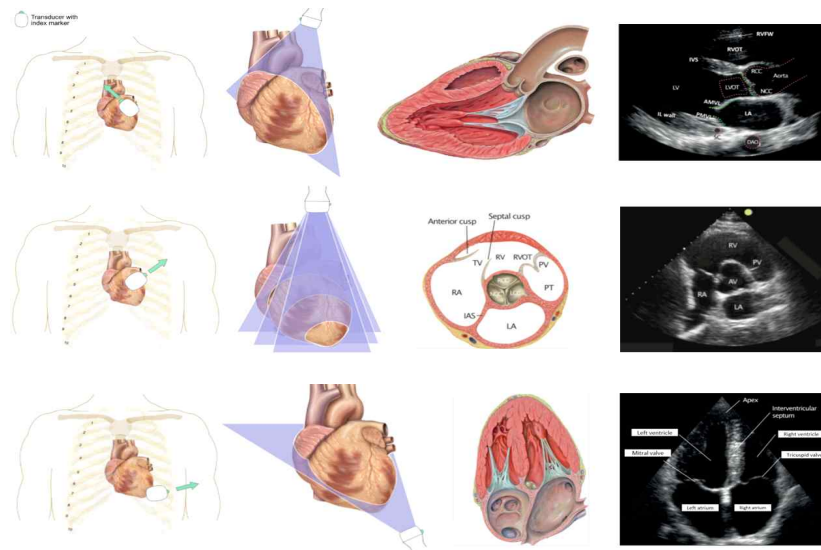 Transducer with
index marker
RVFW
RVOT
IVS
RCC
Aorta
LV
LVOT
NCC
AMVL
LA
IL wall
PMVL
DAO
Anterior cusp
Septal cusp
TV
RV
RVOT
PV
RA
PT
IAS
LA
RV
PV
AV
RA
LA
Apex
Interventricular
septum
Left ventricle
Right ventricle
Mitral valve
Tricuspid valve
Left atrium
Right atrium